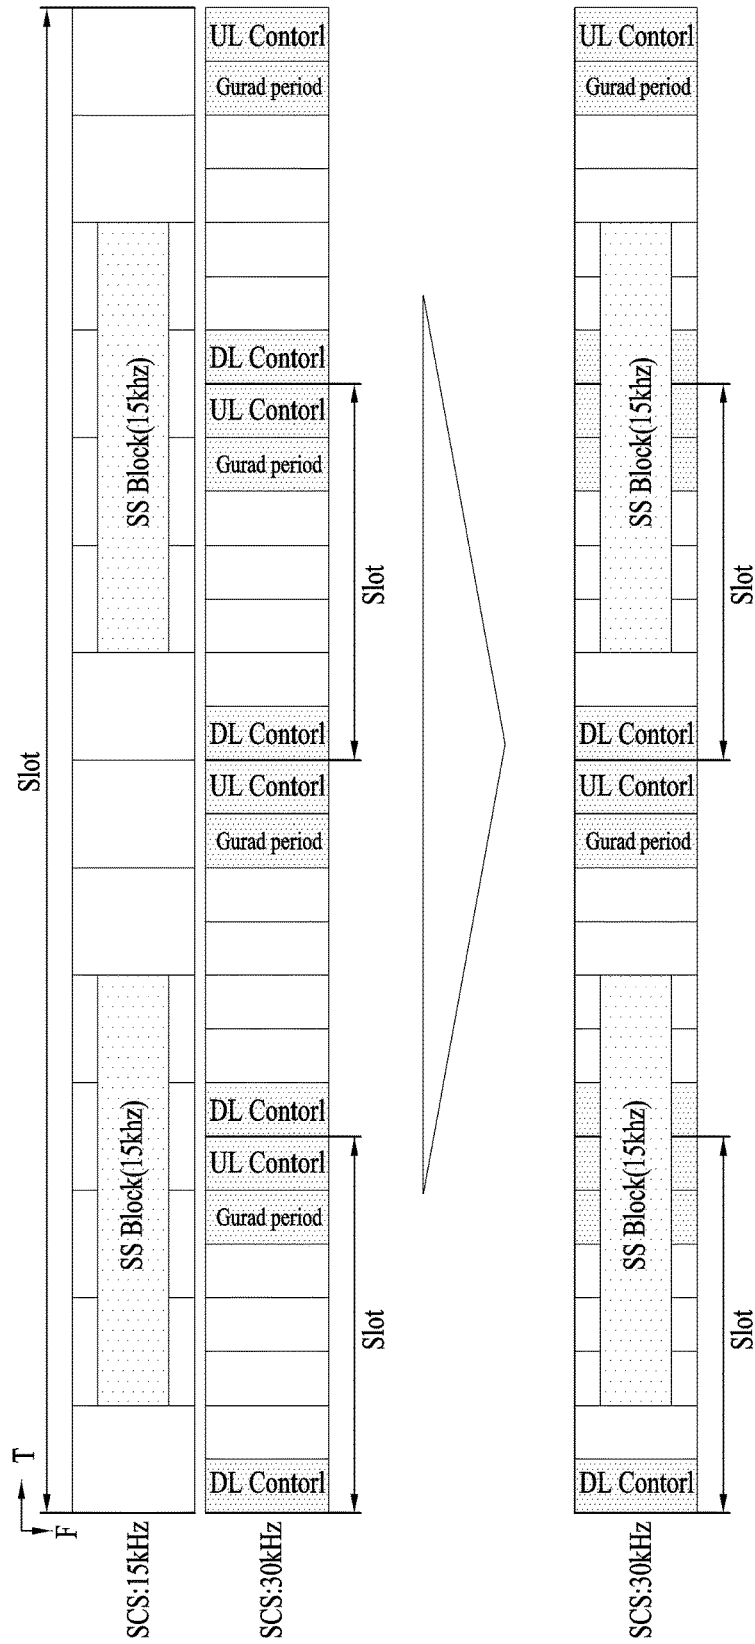 T
F
Slot
SCS:15kHz
SS Block(15khz)
SS Block(15khz)
SCS:30kHz
DL Contorl
Gurad period
UL Contorl
DL Contorl
Gurad period
UL Contorl
DL Contorl
Gurad period
UL Contorl
DL Contorl
Gurad period
UL Contorl
Slot
Slot
SCS:30kHz
DL Contorl
SS Block(15khz)
Gurad period
UL Contorl
DL Contorl
SS Block(15khz)
Gurad period
UL Contorl
Slot
Slot